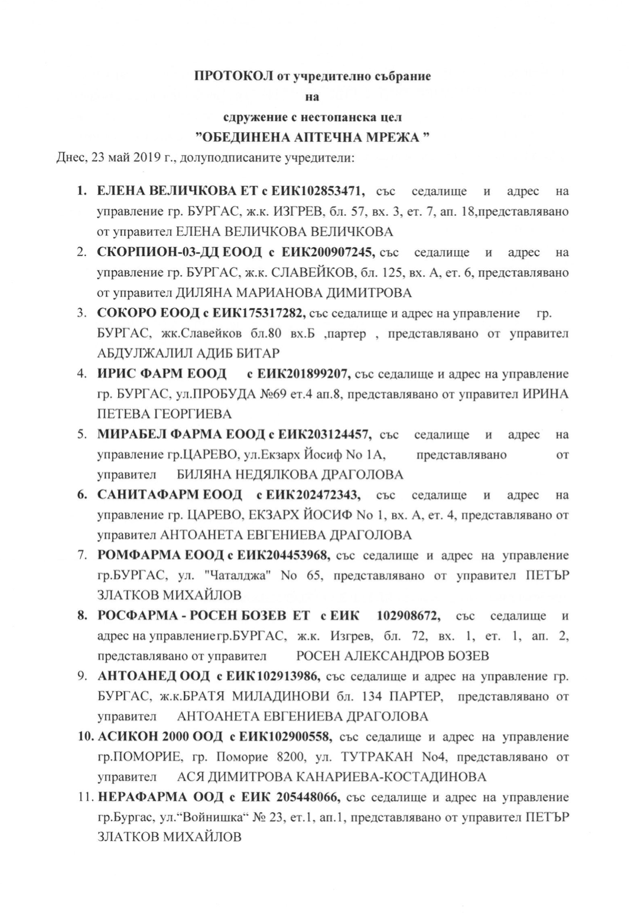 ПРОТОКОЛ от учредително събрание
на
сдружение с нестопанска цел
”ОБЕДИНЕНА АПТЕЧНА МРЕЖА ”
Днес, 23 май 2019 г., долуподписаните учредители:
1. ЕЛЕНА ВЕЛИЧКОВА ЕТ с ЕИК102853471, със седалище и адрес на
управление гр. БУРГАС, ж.к. ИЗГРЕВ, бл. 57, вх. 3, ет. 7, ап. 18,представлявано
от управител ЕЛЕНА ВЕЛИЧКОВА ВЕЛИЧКОВА
2. СКОРПИОН-03-ДД ЕООД с ЕИК200907245, със седалище и адрес на
управление гр. БУРГАС, ж.к. СЛАВЕЙКОВ, бл. 125, вх. А, ет. 6, представлявано
от управител ДИЛЯНА МАРИАНОВА ДИМИТРОВА
3. СОКОРО ЕООД с ЕИК175317282, със седалище и адрес на управление гр.
БУРГАС, жк.Славейков бл.80 вх.Б ,партер , представлявано от управител
АБДУЛЖАЛИЛ АДИБ БИТАР
4. ИРИС ФАРМ ЕООД с ЕИК201899207, със седалище и адрес на управление
гр. БУРГАС, ул.ПРОБУДА №69 ет.4 ап.8, представлявано от управител ИРИНА
ПЕТЕВА ГЕОРГИЕВА
5. МИРАБЕЛ ФАРМА ЕООД с ЕИК203124457, със седалище и адрес на
управление гр.ЦАРЕВО, ул.Екзарх Йосиф No 1А, представлявано от
управител БИЛЯНА НЕДЯЛКОВА ДРАГОЛОВА
6. САНИТАФАРМ ЕООД с ЕИК202472343, със седалище и адрес на
управление гр. ЦАРЕВО, ЕКЗАРХ ЙОСИФ No 1, вх. А, ет. 4, представлявано от
управител АНТОАНЕТА ЕВГЕНИЕВА ДРАГОЛОВА
7. РОМФАРМА ЕООД с ЕИК204453968, със седалище и адрес на управление
гр.БУРГАС, ул. "Чаталджа" No 65, представлявано от управител ПЕТЪР
ЗЛАТКОВ МИХАЙЛОВ
8. РОСФАРМА - РОСЕН БОЗЕВ ЕТ с ЕИК 102908672, със седалище и
адрес на управлениегр.БУРГАС, ж.к. Изгрев, бл. 72, вх. 1, ет. 1, ап. 2,
представлявано от управител РОСЕН АЛЕКСАНДРОВ БОЗЕВ
9. АНТОАНЕД ООД с ЕИК102913986, със седалище и адрес на управление гр.
БУРГАС, ж.к.БРАТЯ МИЛАДИНОВИ бл. 134 ПАРТЕР, представлявано от
управител АНТОАНЕТА ЕВГЕНИЕВА ДРАГОЛОВА
10. АСИКОН 2000 ООД с ЕИК102900558, със седалище и адрес на управление
гр.ПОМОРИЕ, гр. Поморие 8200, ул. ТУТРАКАН No4, представлявано от
управител АСЯ ДИМИТРОВА КАНАРИЕВА-КОСТАДИНОВА
11. НЕРАФАРМА ООД с ЕИК 205448066, със седалище и адрес на управление
гр.Бургас, ул.“Войнишка“ № 23, ет.1, ап.1, представлявано от управител ПЕТЪР
ЗЛАТКОВ МИХАЙЛОВ